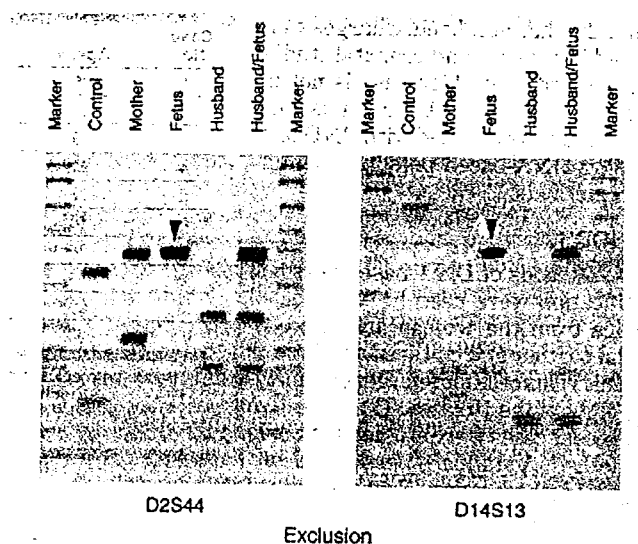 Marker Control Mother Fetus Husband Husband/Fetus Marker
Marker Control Mother Fetus Husband Husband/Fetus Marker
D2S44
D14S13
Exclusion